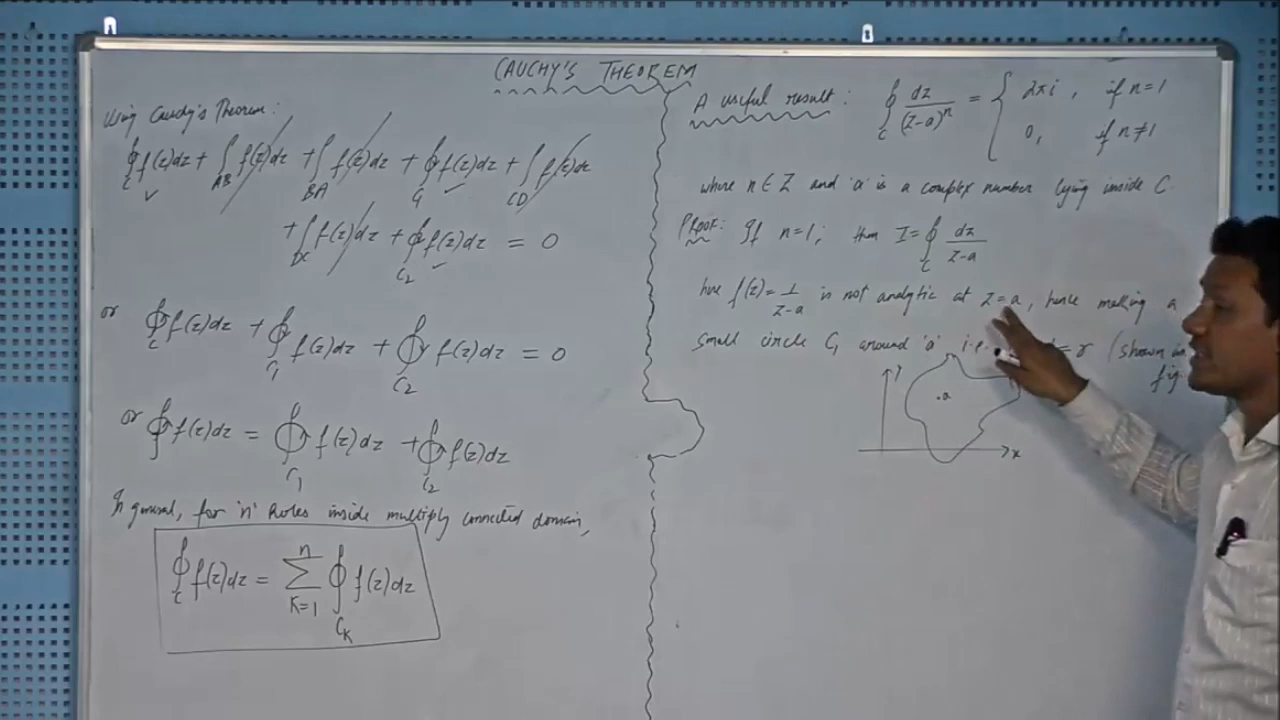 CAUCHY'S THEOREM
Using Cauchy's Theorem:
∮_C f(z)dz + ∫_AB f(z)dz + ∫_BA f(z)dz + ∮_C₁ f(z)dz + ∫_CD f(z)dz
+ ∫_DC f(z)dz + ∮_C₂ f(z)dz = 0
or ∮_C f(z)dz + ∮_C₁ f(z)dz + ∮_C₂ f(z)dz = 0
or ∮ f(z)dz = ∮_C₁ f(z)dz + ∮_C₂ f(z)dz
In general, for 'n' holes inside multiply connected domain,
∮_C f(z)dz = Σ_{K=1}^{n} ∮_{C_K} f(z)dz
A useful result: ∮_C dz/(z-a)^n = { 2πi, if n=1
0, if n≠1
where n∈Z and 'a' is a complex number lying inside C.
Proof: If n=1, then I = ∮_C dz/z-a
here f(z) = 1/z-a is not analytic at z=a, hence making a
small circle C₁ around 'a' i.e. = r (shown in
fig.
y
.a
x